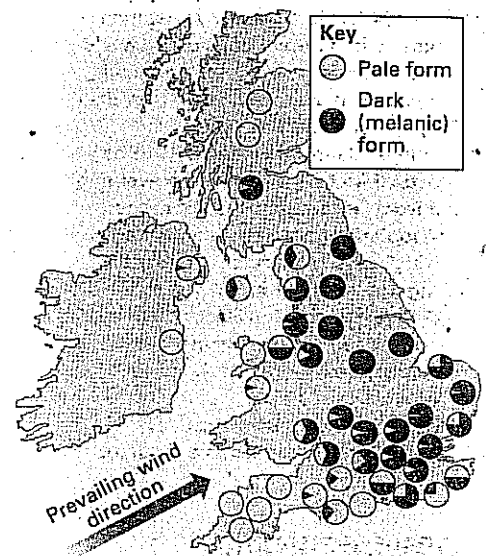 Key
Pale form
Dark
(melanic)
form
Prevailing wind
direction